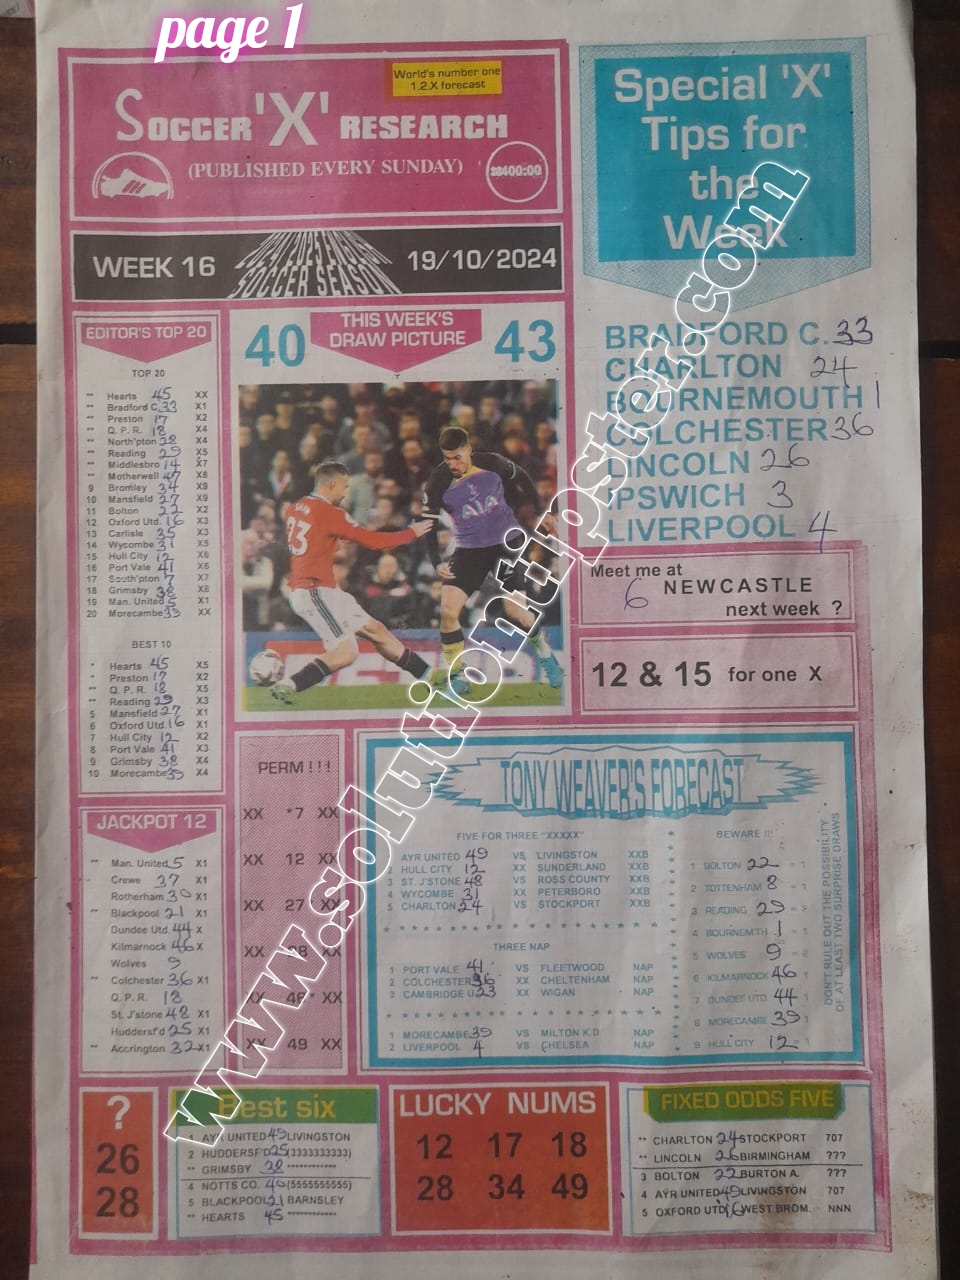 page 1
World's number one
1.2.X forecast
SOCCER 'X' RESEARCH
(PUBLISHED EVERY SUNDAY)
WEEK 16
SOCCER SEASON
19/10/2024
Special 'X'
Tips for
the
Week
BRADFORD C. 33
CHARLTON 24
BOURNEMOUTH 1
COLCHESTER 36
LINCOLN 26
IPSWICH 3
LIVERPOOL 4
Meet me at
6 NEWCASTLE
next week ?
12 & 15 for one X
EDITOR'S TOP 20
TOP 20
** Hearts 45 XX
** Bradford C. 33 X1
** Preston 17 X2
** Q. P. R. 18 X4
** North'pton 28 X4
** Reading 29 X5
** Middlesbro 14 X7
** Motherwell 47 X8
9 Bromley 34 X9
10 Mansfield 27 X9
11 Bolton 22 X2
12 Oxford Utd. 16 X3
13 Carlisle 35 X3
14 Wycombe 31 X5
15 Hull City 12 X6
16 Port Vale 41 X6
17 South'pton 7 X7
18 Grimsby 38 X8
19 Man. United 5 X1
20 Morecambe 39 XX
BEST 10
* Hearts 45 X5
* Preston 17 X2
** Q. P. R. 18 X5
** Reading 29 X3
5 Mansfield 27 X1
6 Oxford Utd. 16 X1
7 Hull City 12 X2
8 Port Vale 41 X3
9 Grimsby 38 X4
10 Morecambe 39 X4
40 THIS WEEK'S
DRAW PICTURE 43
JACKPOT 12
** Man. United 5 X1
Crewe 37 X1
Rotherham 30 X1
** Blackpool 21 X1
Dundee Utd. 44 X
Kilmarnock 46 X
Wolves 9
** Colchester 36 X1
Q. P. R. 18
St. J'stone 48 X1
Huddersf'd 25 X1
** Accrington 32 X1
PERM !!!
XX *7 XX
XX 12 XX
XX 27 XX
XX 28 XX
XX 46* XX
XX 49 XX
TONY WEAVER'S FORECAST
FIVE FOR THREE "XXXXX"
AYR UNITED 49 VS LIVINGSTON XXB
2 HULL CITY 12 XX SUNDERLAND XXB
3 ST. J'STONE 48 VS ROSS COUNTY XXB
4 WYCOMBE 31 XX PETERBORO XXB
5 CHARLTON 24 VS STOCKPORT XXB
THREE NAP
1 PORT VALE 41 VS FLEETWOOD NAP
2 COLCHESTER 36 XX CHELTENHAM NAP
3 CAMBRIDGE U 23 XX WIGAN NAP
1 MORECAMBE 39 VS MILTON K.D NAP
2 LIVERPOOL 4 VS CHELSEA NAP
BEWARE !!!
1 BOLTON 22 = 1
2 TOTTENHAM 8 = 1
3 READING 29 = 2
4 BOURNEM'TH 1 = 1
5 WOLVES 9 = 2
6 KILMARNOCK 46 = 1
7 DUNDEE UTD. 44 = 1
8 MORECAMBE 39 1
9 HULL CITY 12 = 1
DON'T RULE OUT THE POSSIBILITY
OF AT LEAST TWO SURPRISE DRAWS
?
26
28
Best six
1 AYR UNITED 49 LIVINGSTON
2 HUDDERSF'D 25 (3333333333)
** GRIMSBY 38 ************
4 NOTTS CO. 40 (5555555555)
5 BLACKPOOL 21 BARNSLEY
** HEARTS 45 ************
LUCKY NUMS
12 17 18
28 34 49
FIXED ODDS FIVE
** CHARLTON 24 STOCKPORT 707
** LINCOLN 26 BIRMINGHAM ???
3 BOLTON 22 BURTON A. ???
4 AYR UNITED 49 LIVINGSTON 707
5 OXFORD UTD 16 WEST BROM. NNN
www.solutiontipster.com